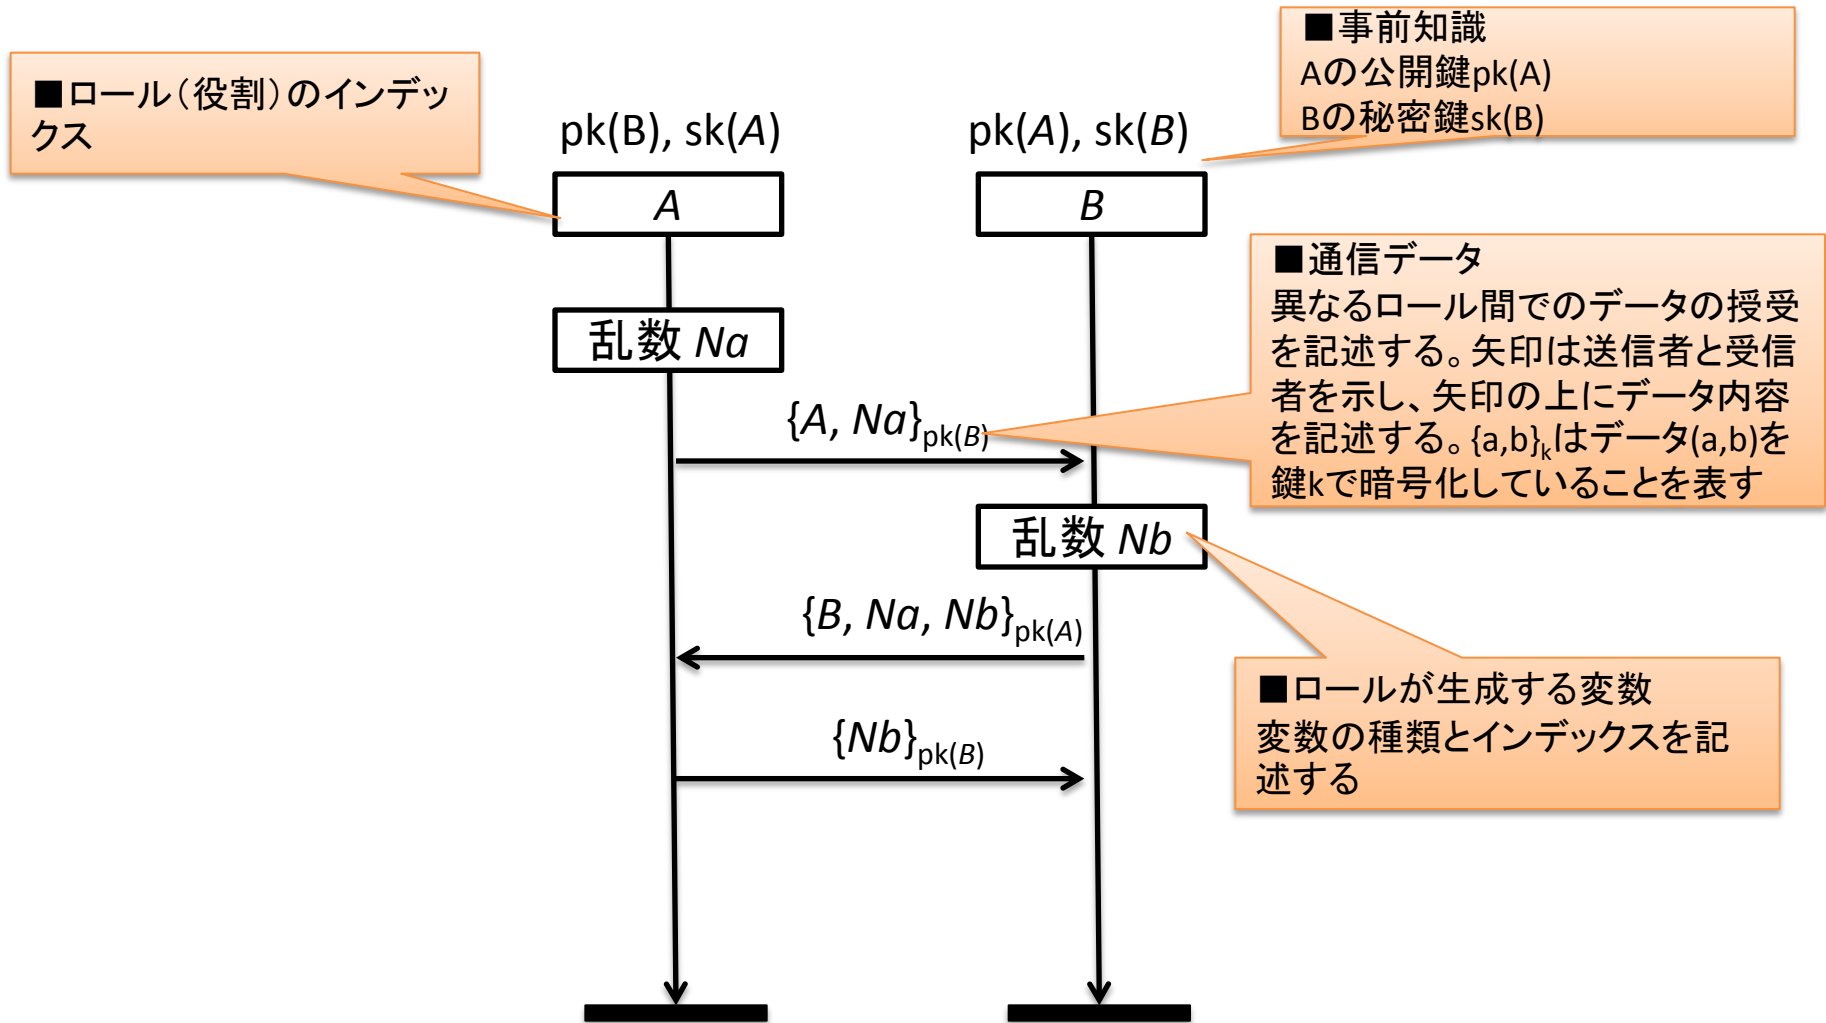 ■事前知識
Aの公開鍵pk(A)
Bの秘密鍵sk(B)
■ロール（役割）のインデッ
クス
pk(B), sk(A)
pk(A), sk(B)
A
B
■通信データ
異なるロール間でのデータの授受
を記述する。矢印は送信者と受信
者を示し、矢印の上にデータ内容
を記述する。{a,b}kはデータ(a,b)を
鍵kで暗号化していることを表す
乱数 Na
{A, Na}pk(B)
乱数 Nb
{B, Na, Nb}pk(A)
■ロールが生成する変数
変数の種類とインデックスを記
述する
{Nb}pk(B)